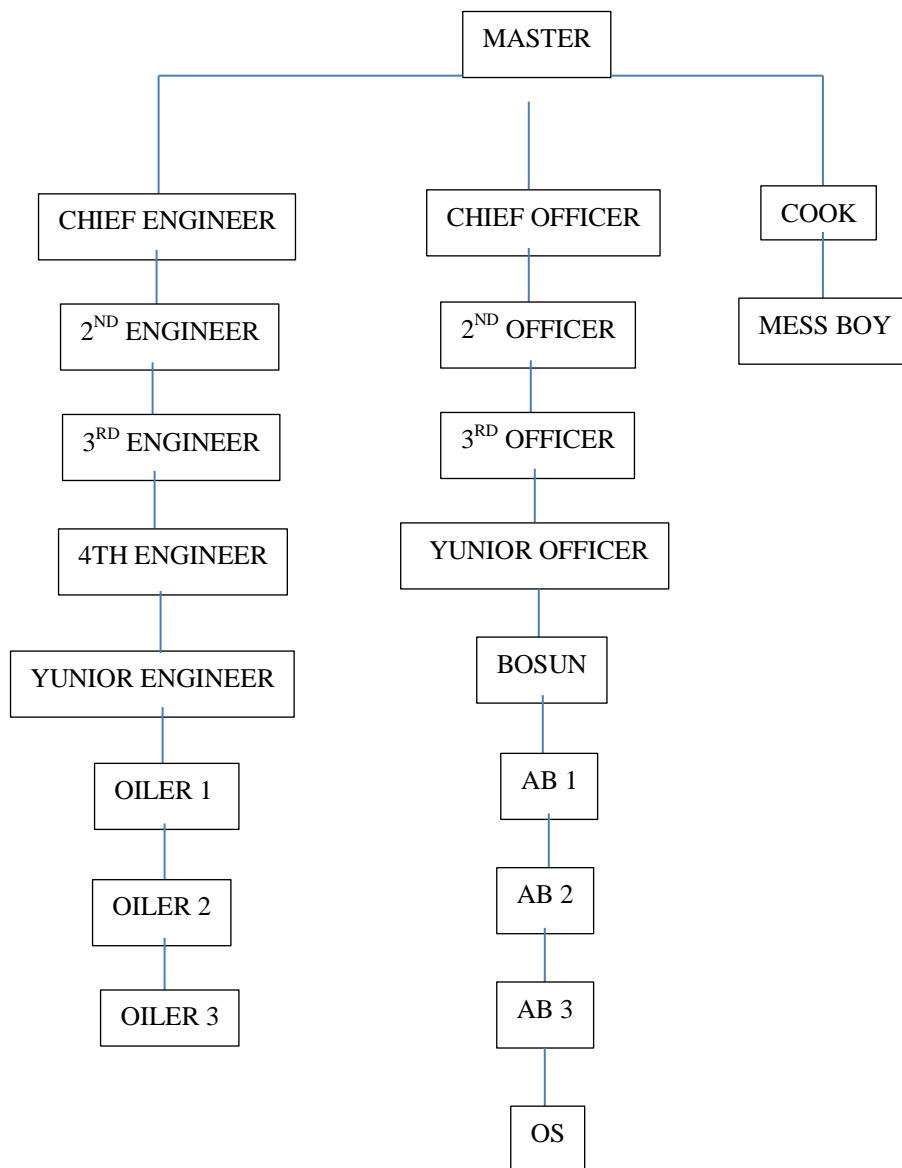 MASTER
CHIEF ENGINEER
2ND ENGINEER
3RD ENGINEER
4TH ENGINEER
YUNIOR ENGINEER
OILER 1
OILER 2
OILER 3
CHIEF OFFICER
2ND OFFICER
3RD OFFICER
YUNIOR OFFICER
BOSUN
AB 1
AB 2
AB 3
OS
COOK
MESS BOY